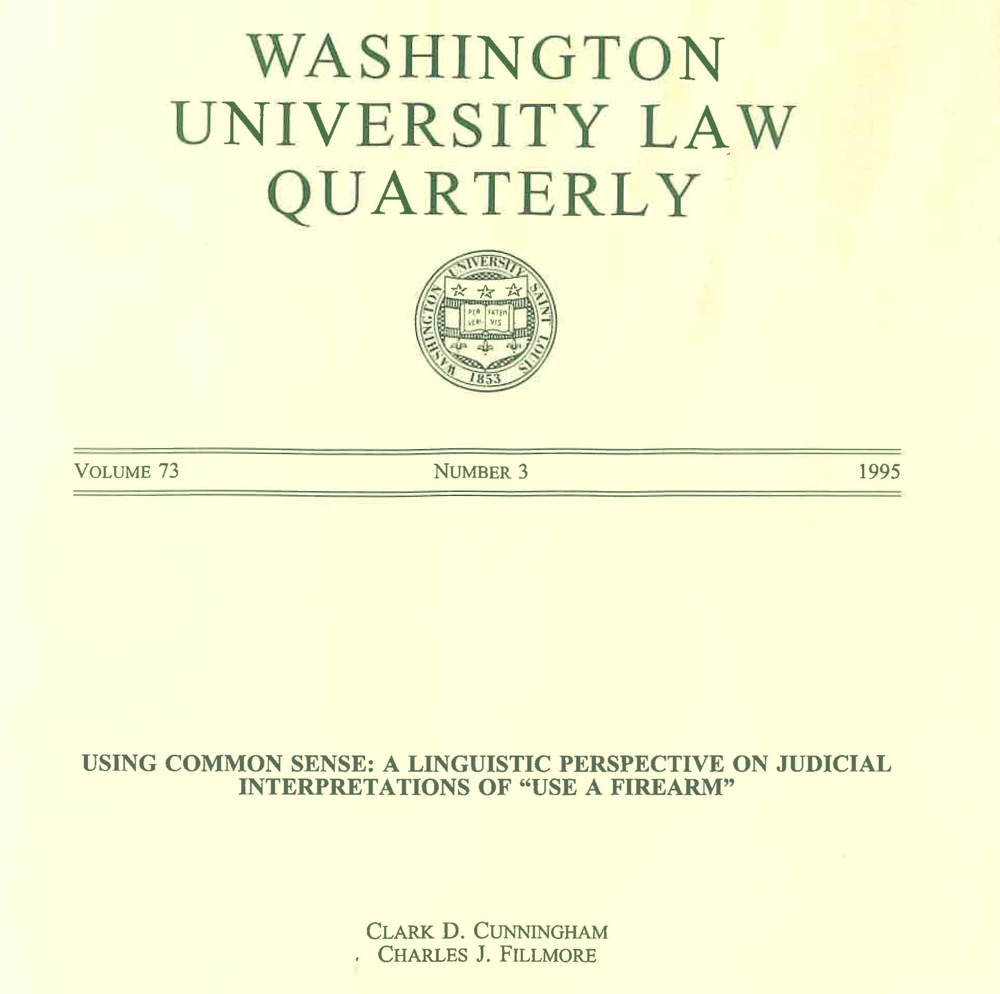 WASHINGTON
UNIVERSITY LAW
QUARTERLY
WASHINGTON UNIVERSITY SAINT LOUIS
PER VERI
TATEM VIS
1853
VOLUME 73 NUMBER 3 1995
USING COMMON SENSE: A LINGUISTIC PERSPECTIVE ON JUDICIAL
INTERPRETATIONS OF “USE A FIREARM”
CLARK D. CUNNINGHAM
CHARLES J. FILLMORE